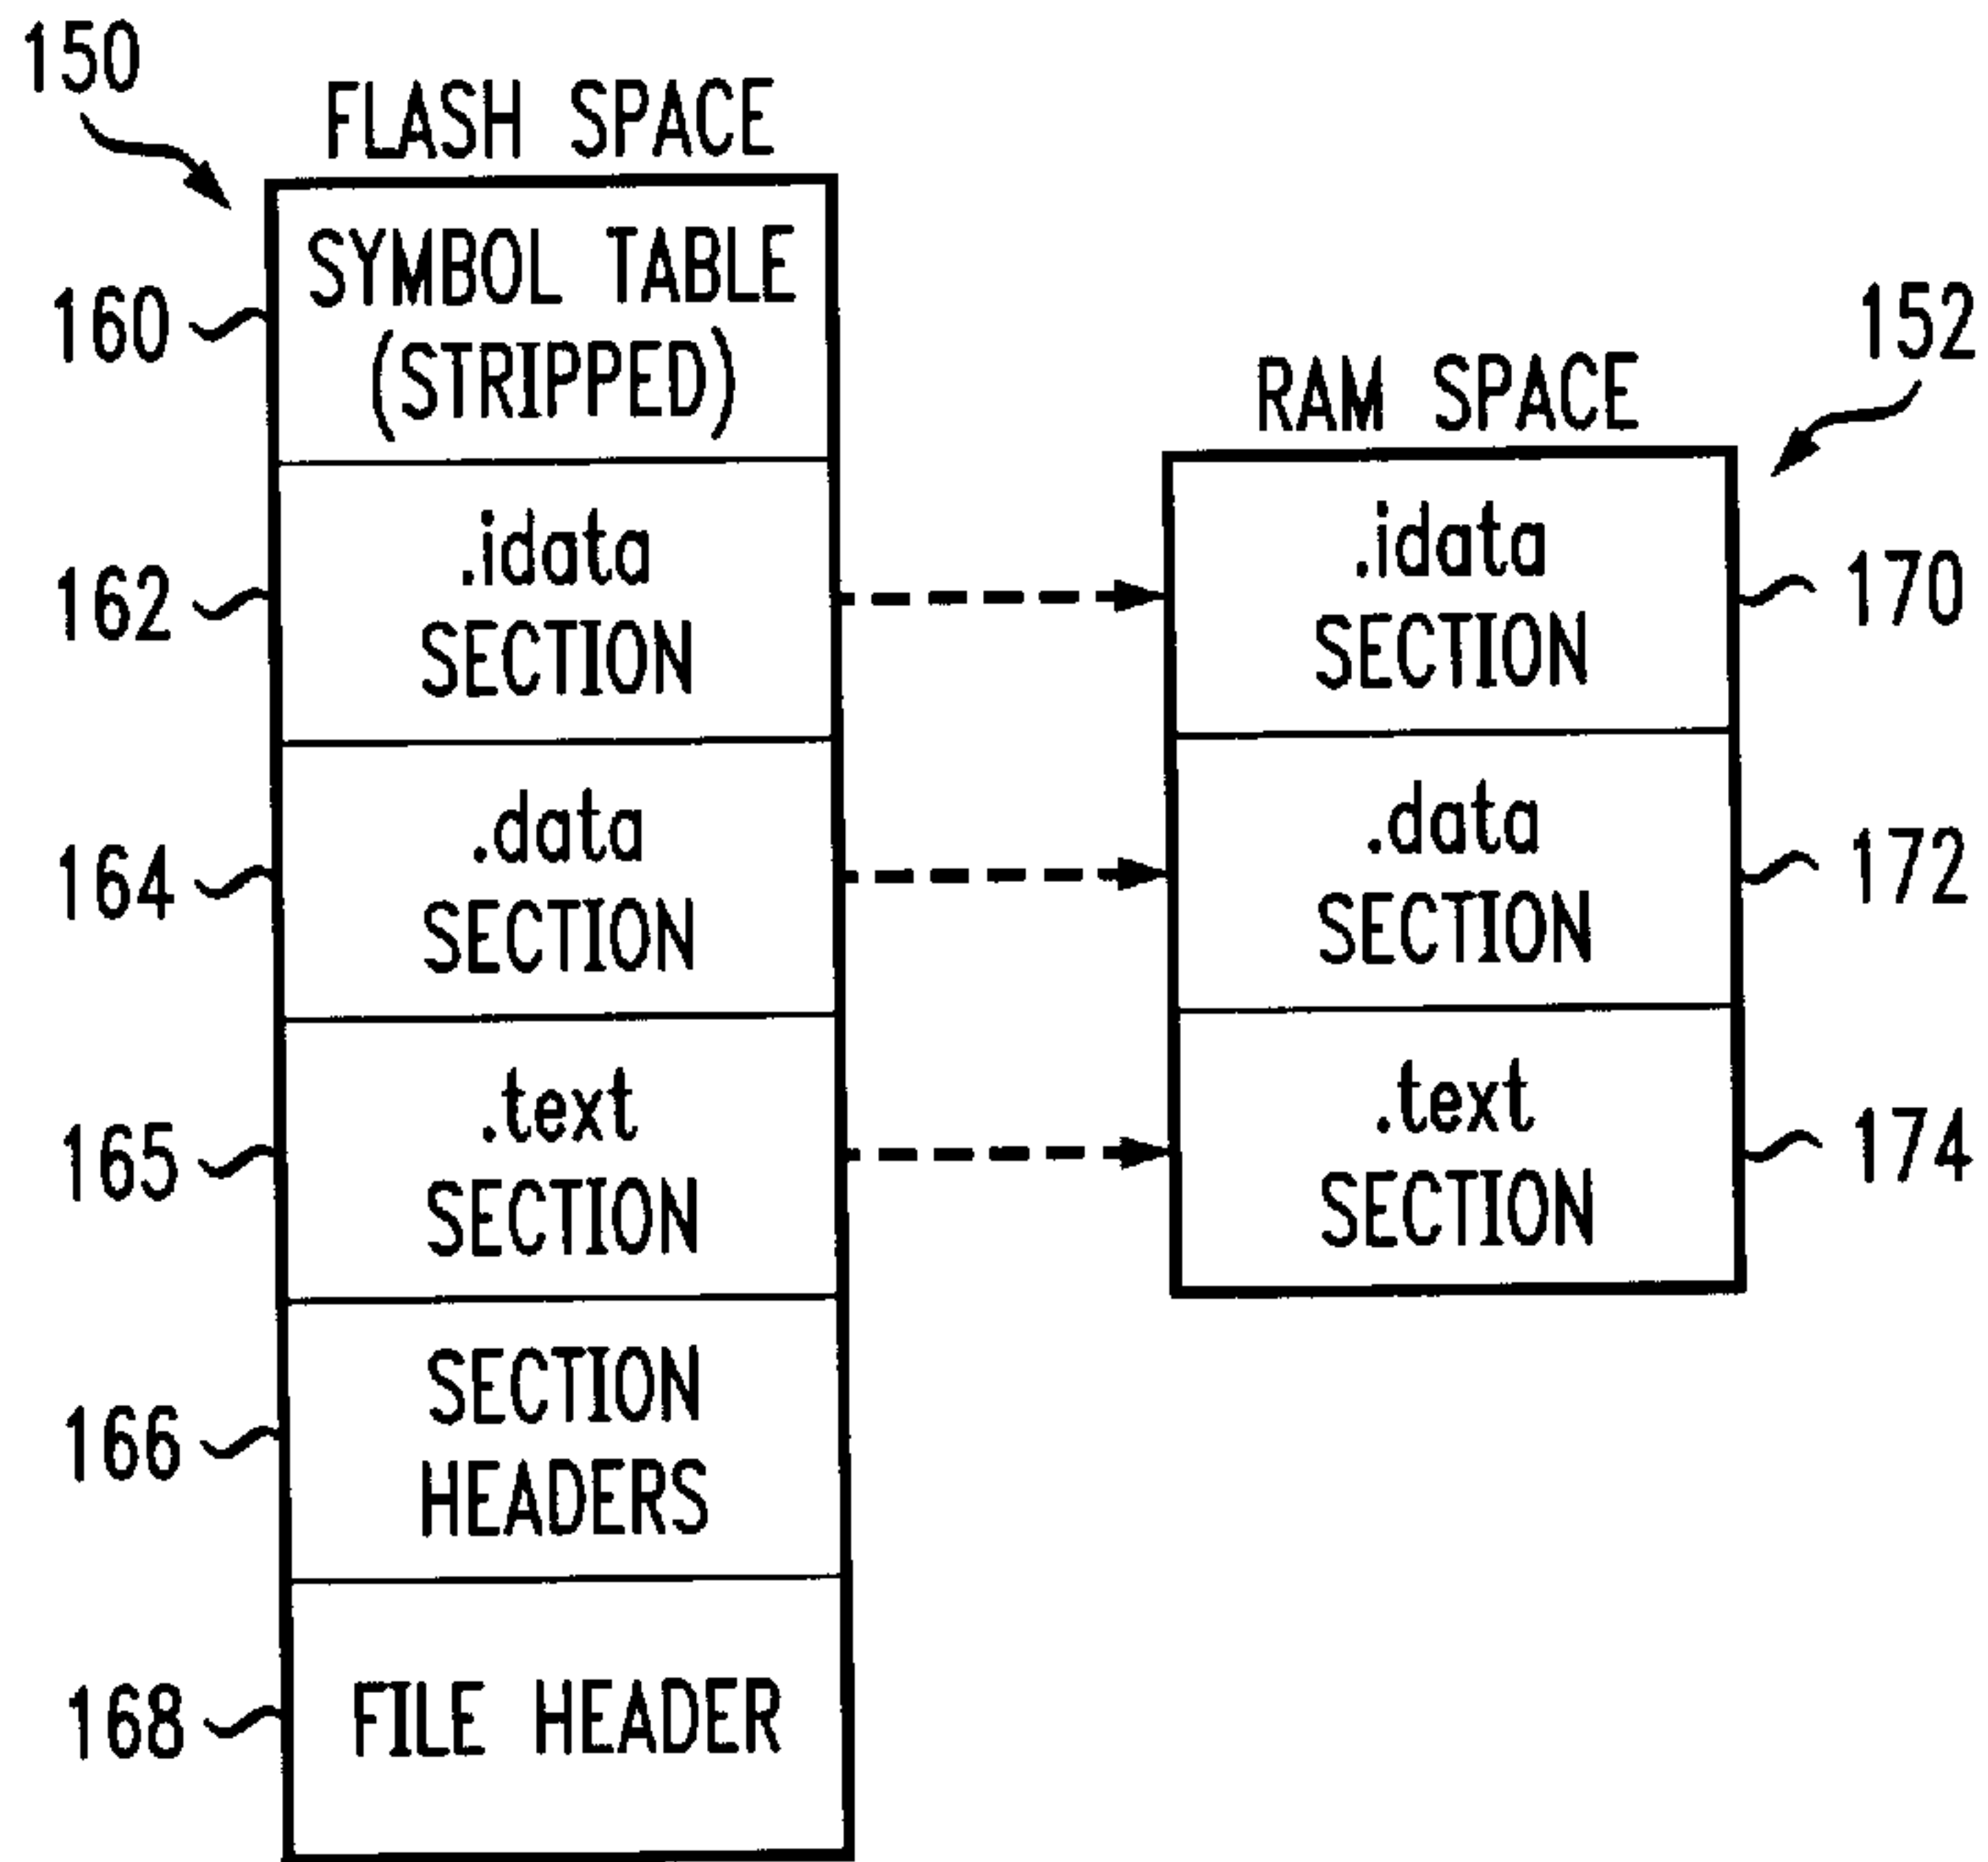 150
FLASH SPACE
160
SYMBOL TABLE
(STRIPPED)
162
.idata
SECTION
164
.data
SECTION
165
.text
SECTION
166
SECTION
HEADERS
168
FILE HEADER
152
RAM SPACE
.idata
SECTION
170
.data
SECTION
172
.text
SECTION
174